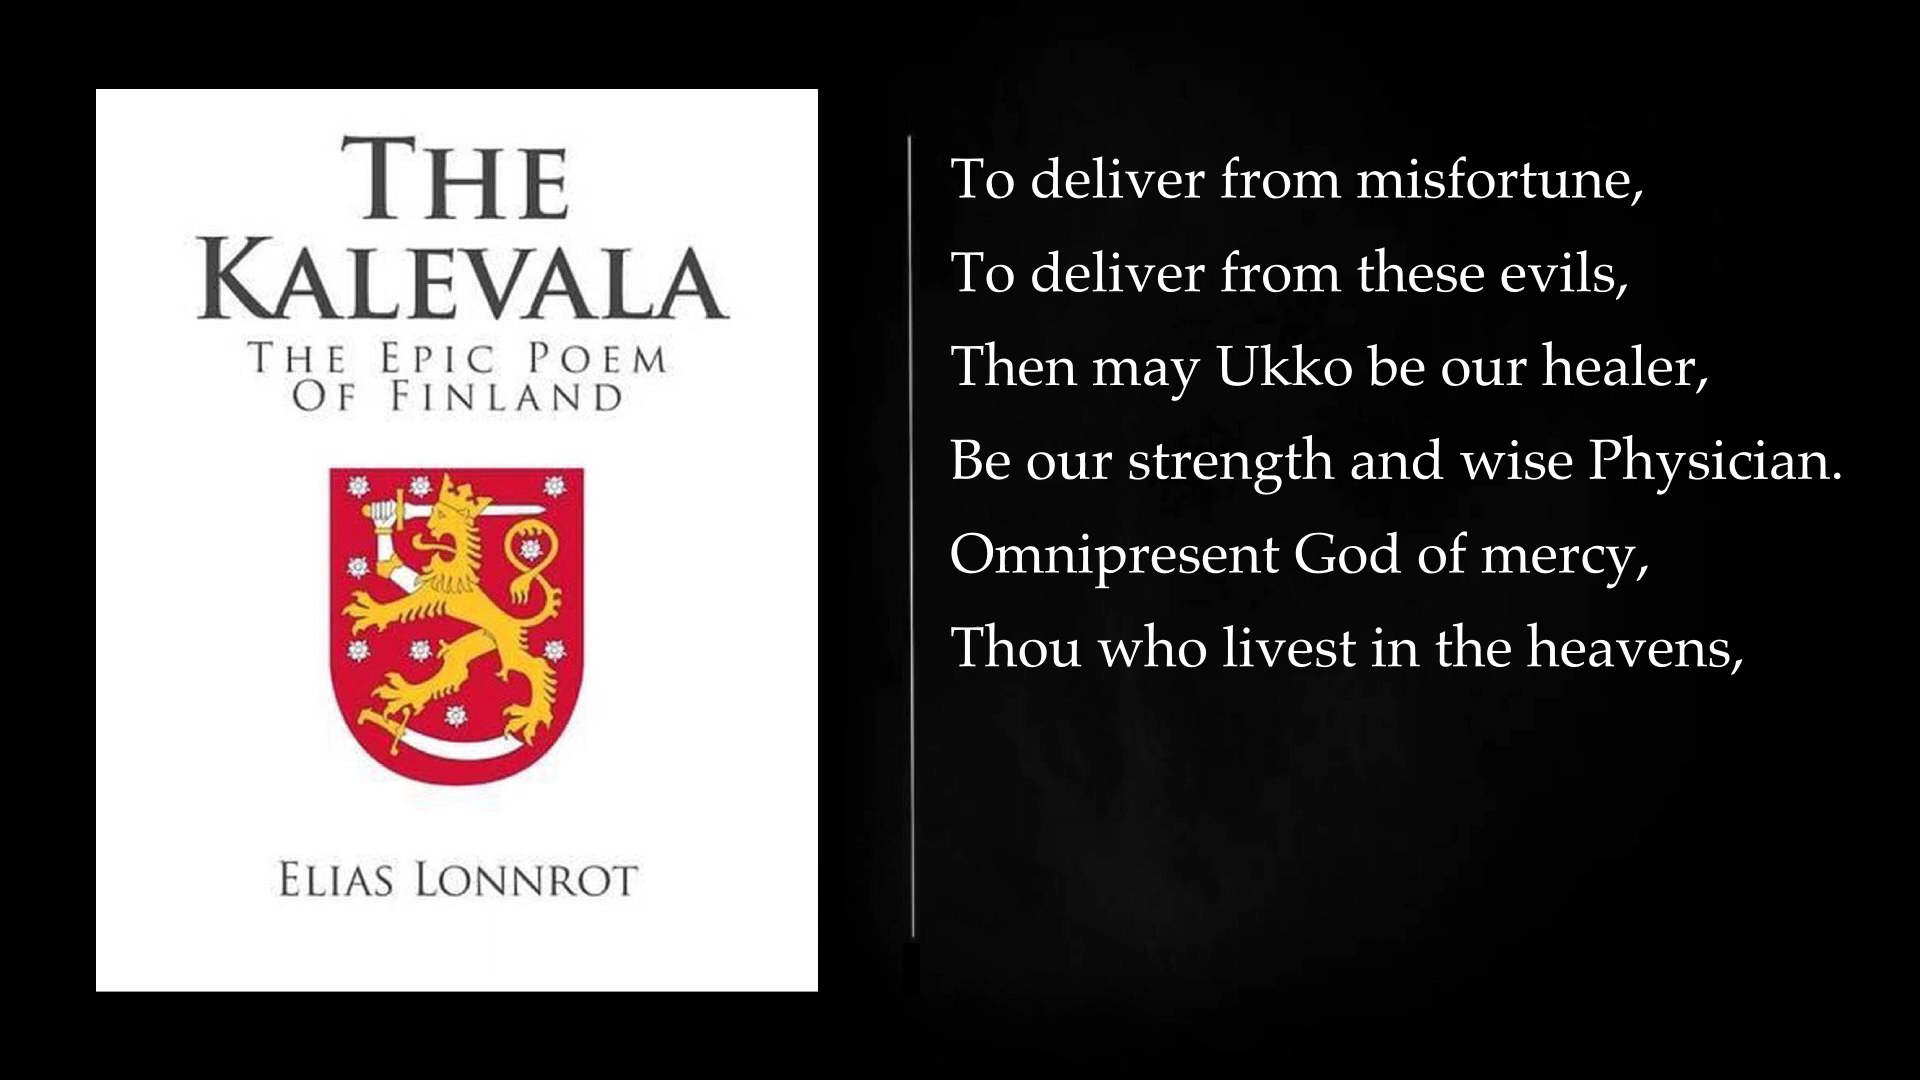 THE
KALEVALA
THE EPIC POEM
OF FINLAND
ELIAS LONNROT
To deliver from misfortune,
To deliver from these evils,
Then may Ukko be our healer,
Be our strength and wise Physician.
Omnipresent God of mercy,
Thou who livest in the heavens,